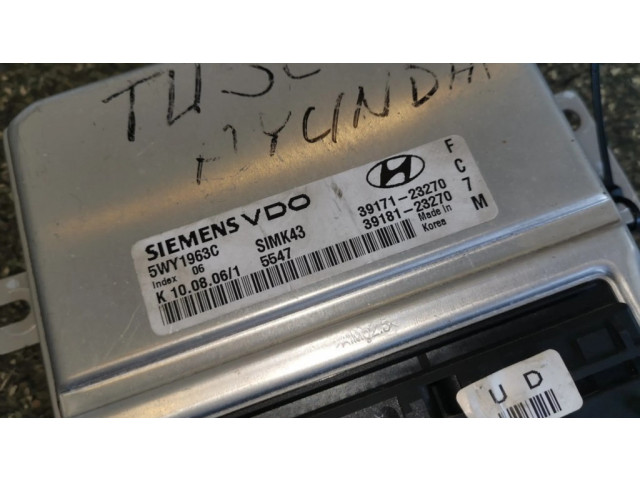 TUSC
HYUNDAI
SIEMENS VDO
5WY1963C SIMK43
Index 06 5547
K 10.08.06/1
39171-23270
39181-23270
Made in
Korea
F
C
7
M
U D